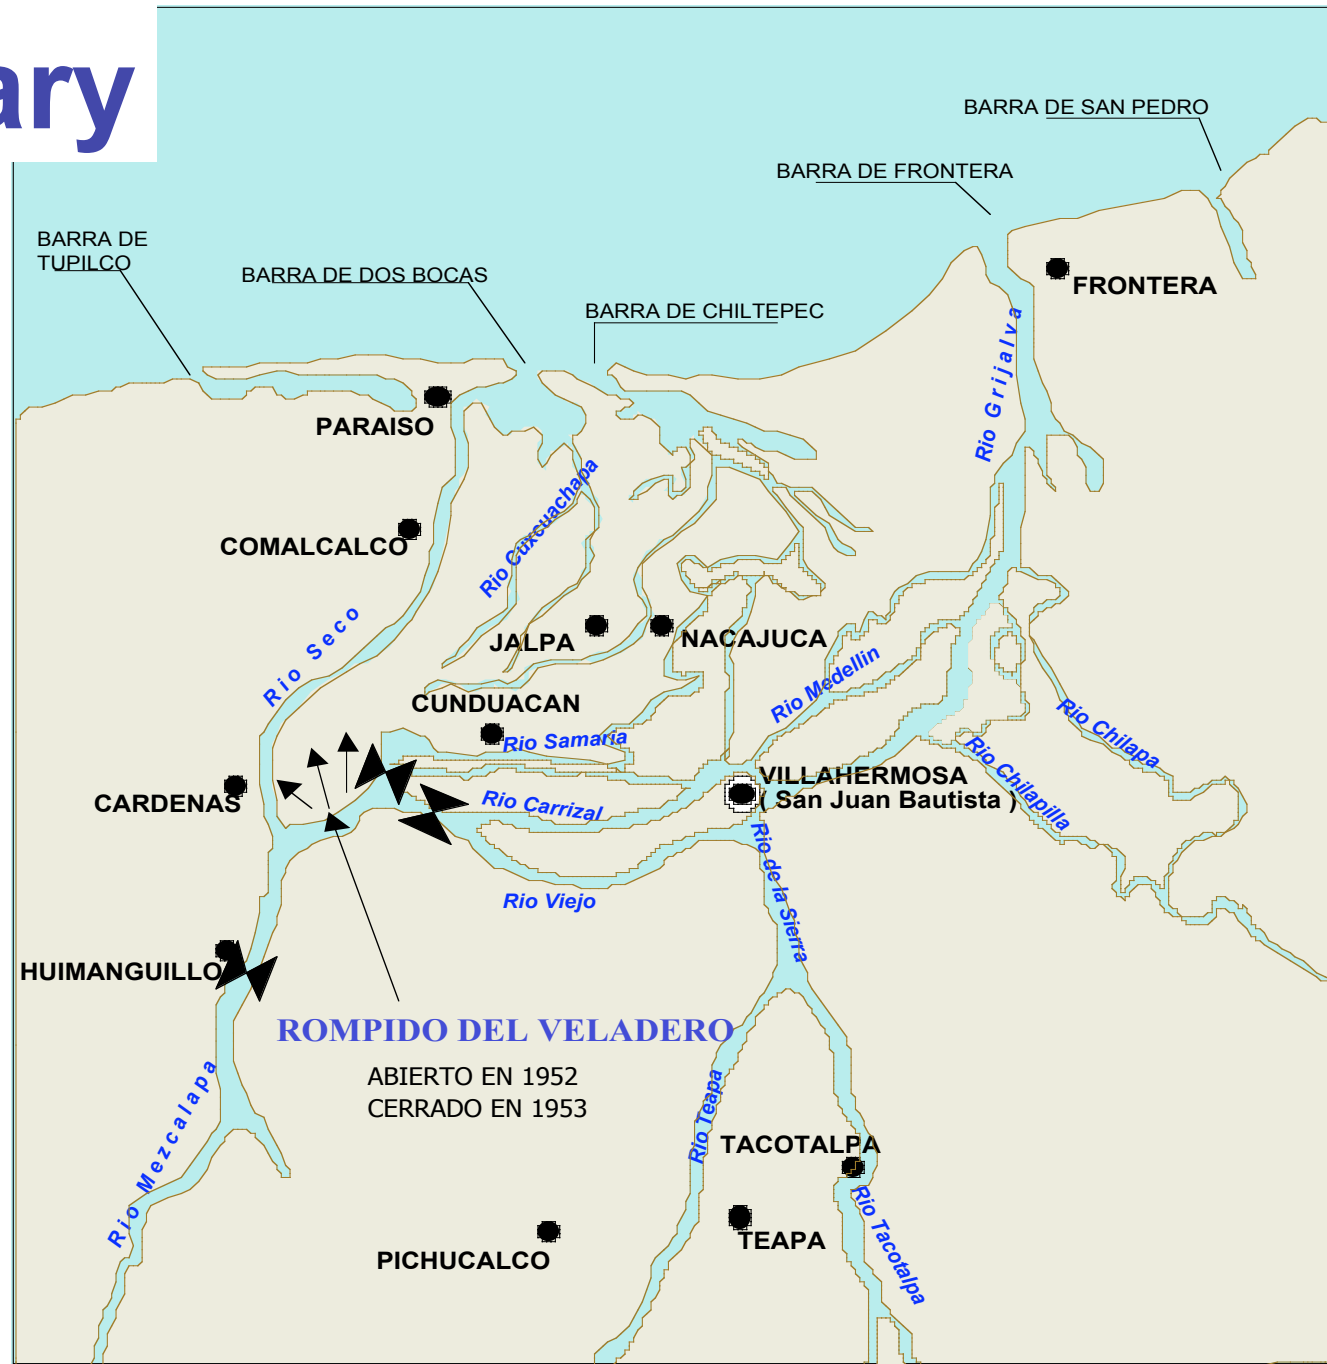 ary
BARRA DE SAN PEDRO
BARRA DE FRONTERA
BARRA DE
TUPILCO
BARRA DE DOS BOCAS
FRONTERA
BARRA DE CHILTEPEC
Rio Grijalva
PARAISO
Rio Cuxcuachapa
COMALCALCO
Rio Seco
JALPA
NACAJUCA
Rio Medellin
CUNDUACAN
Rio Samaria
Rio Chilapa
Rio Chilapilla
VILLAHERMOSA
( San Juan Bautista )
CARDENAS
Rio Carrizal
Rio de la Sierra
Rio Viejo
HUIMANGUILLO
ROMPIDO DEL VELADERO
ABIERTO EN 1952
CERRADO EN 1953
Rio Mezcalapa
Rio Teapa
TACOTALPA
Rio Tacotalpa
TEAPA
PICHUCALCO